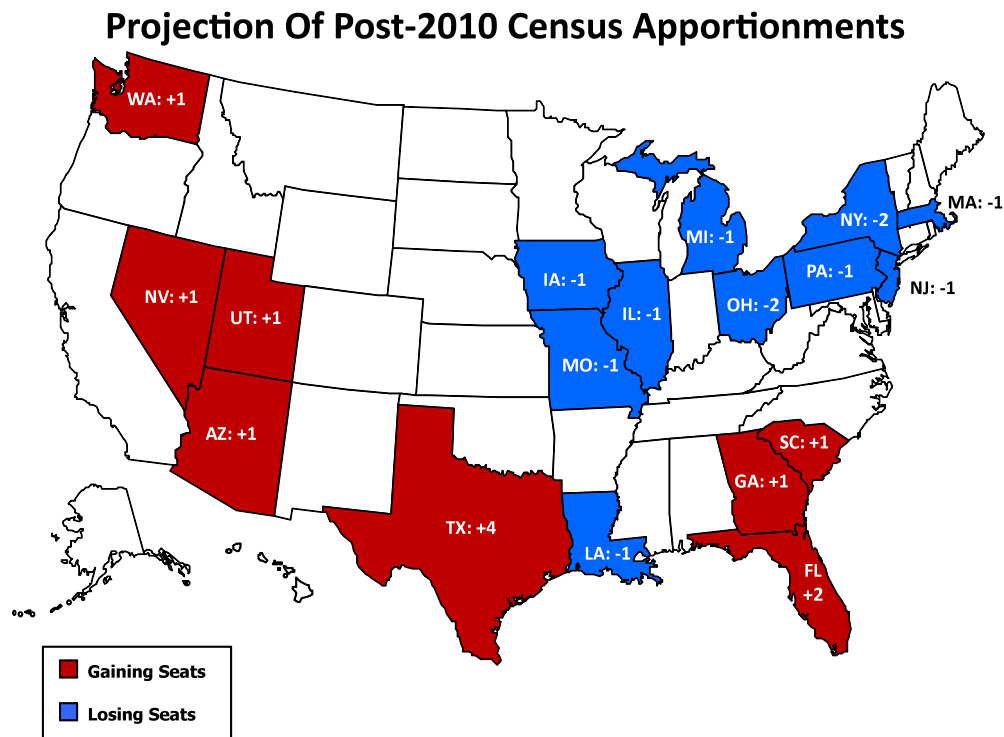 Projection Of Post-2010 Census Apportionments
WA: +1
MA: -1
NY: -2
MI: -1
PA: -1
IA: -1
NJ: -1
NV: +1
OH: -2
IL: -1
UT: +1
MO: -1
AZ: +1
SC: +1
GA: +1
TX: +4
LA: -1
FL
+2
Gaining Seats
Losing Seats